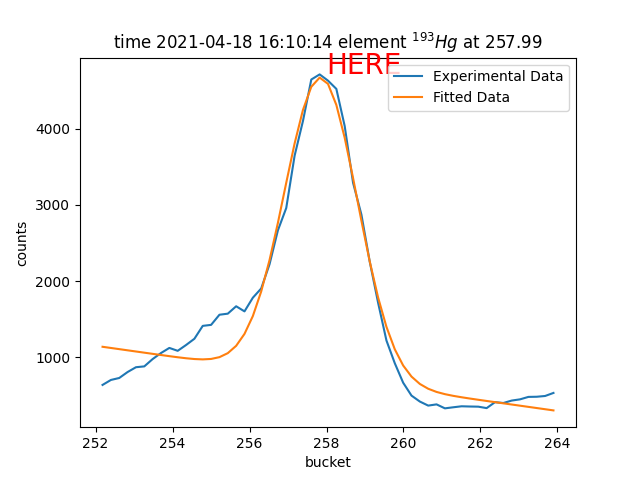 time 2021-04-18 16:10:14 element ¹⁹³Hg at 257.99
HERE
Experimental Data
Fitted Data
counts
4000
3000
2000
1000
252 254 256 258 260 262 264
bucket